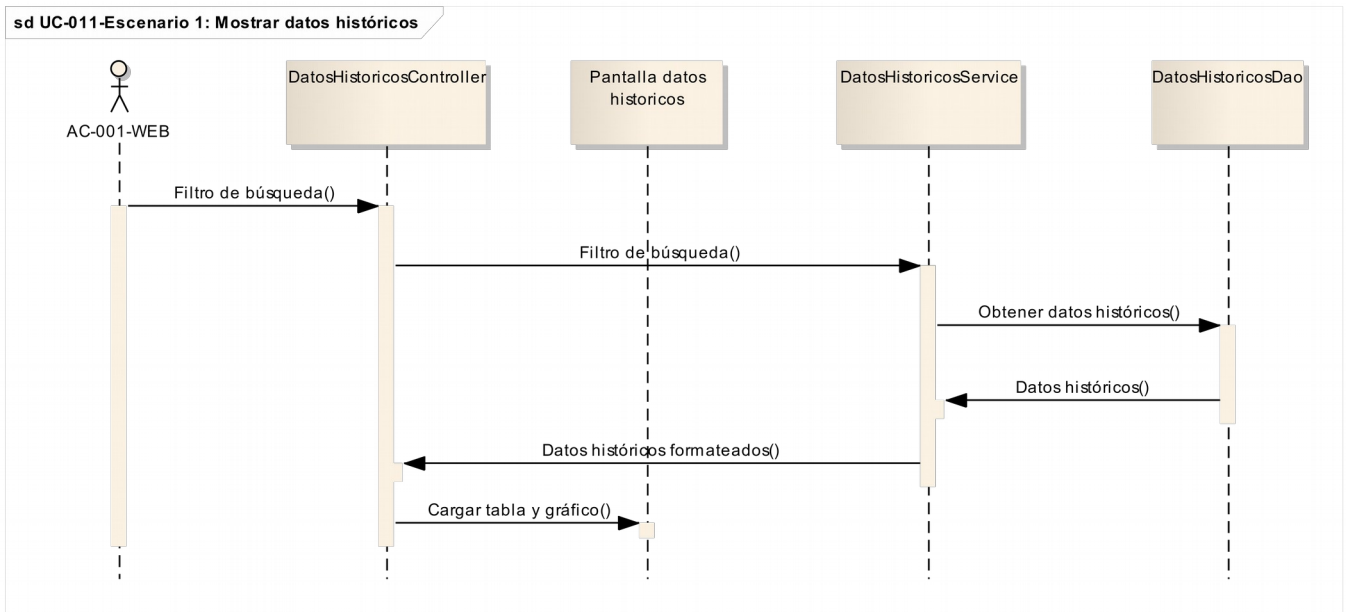 sd UC-011-Escenario 1: Mostrar datos históricos
AC-001-WEB
DatosHistoricosController
Pantalla datos
historicos
DatosHistoricosService
DatosHistoricosDao
Filtro de búsqueda()
Filtro de búsqueda()
Obtener datos históricos()
Datos históricos()
Datos históricos formateados()
Cargar tabla y gráfico()